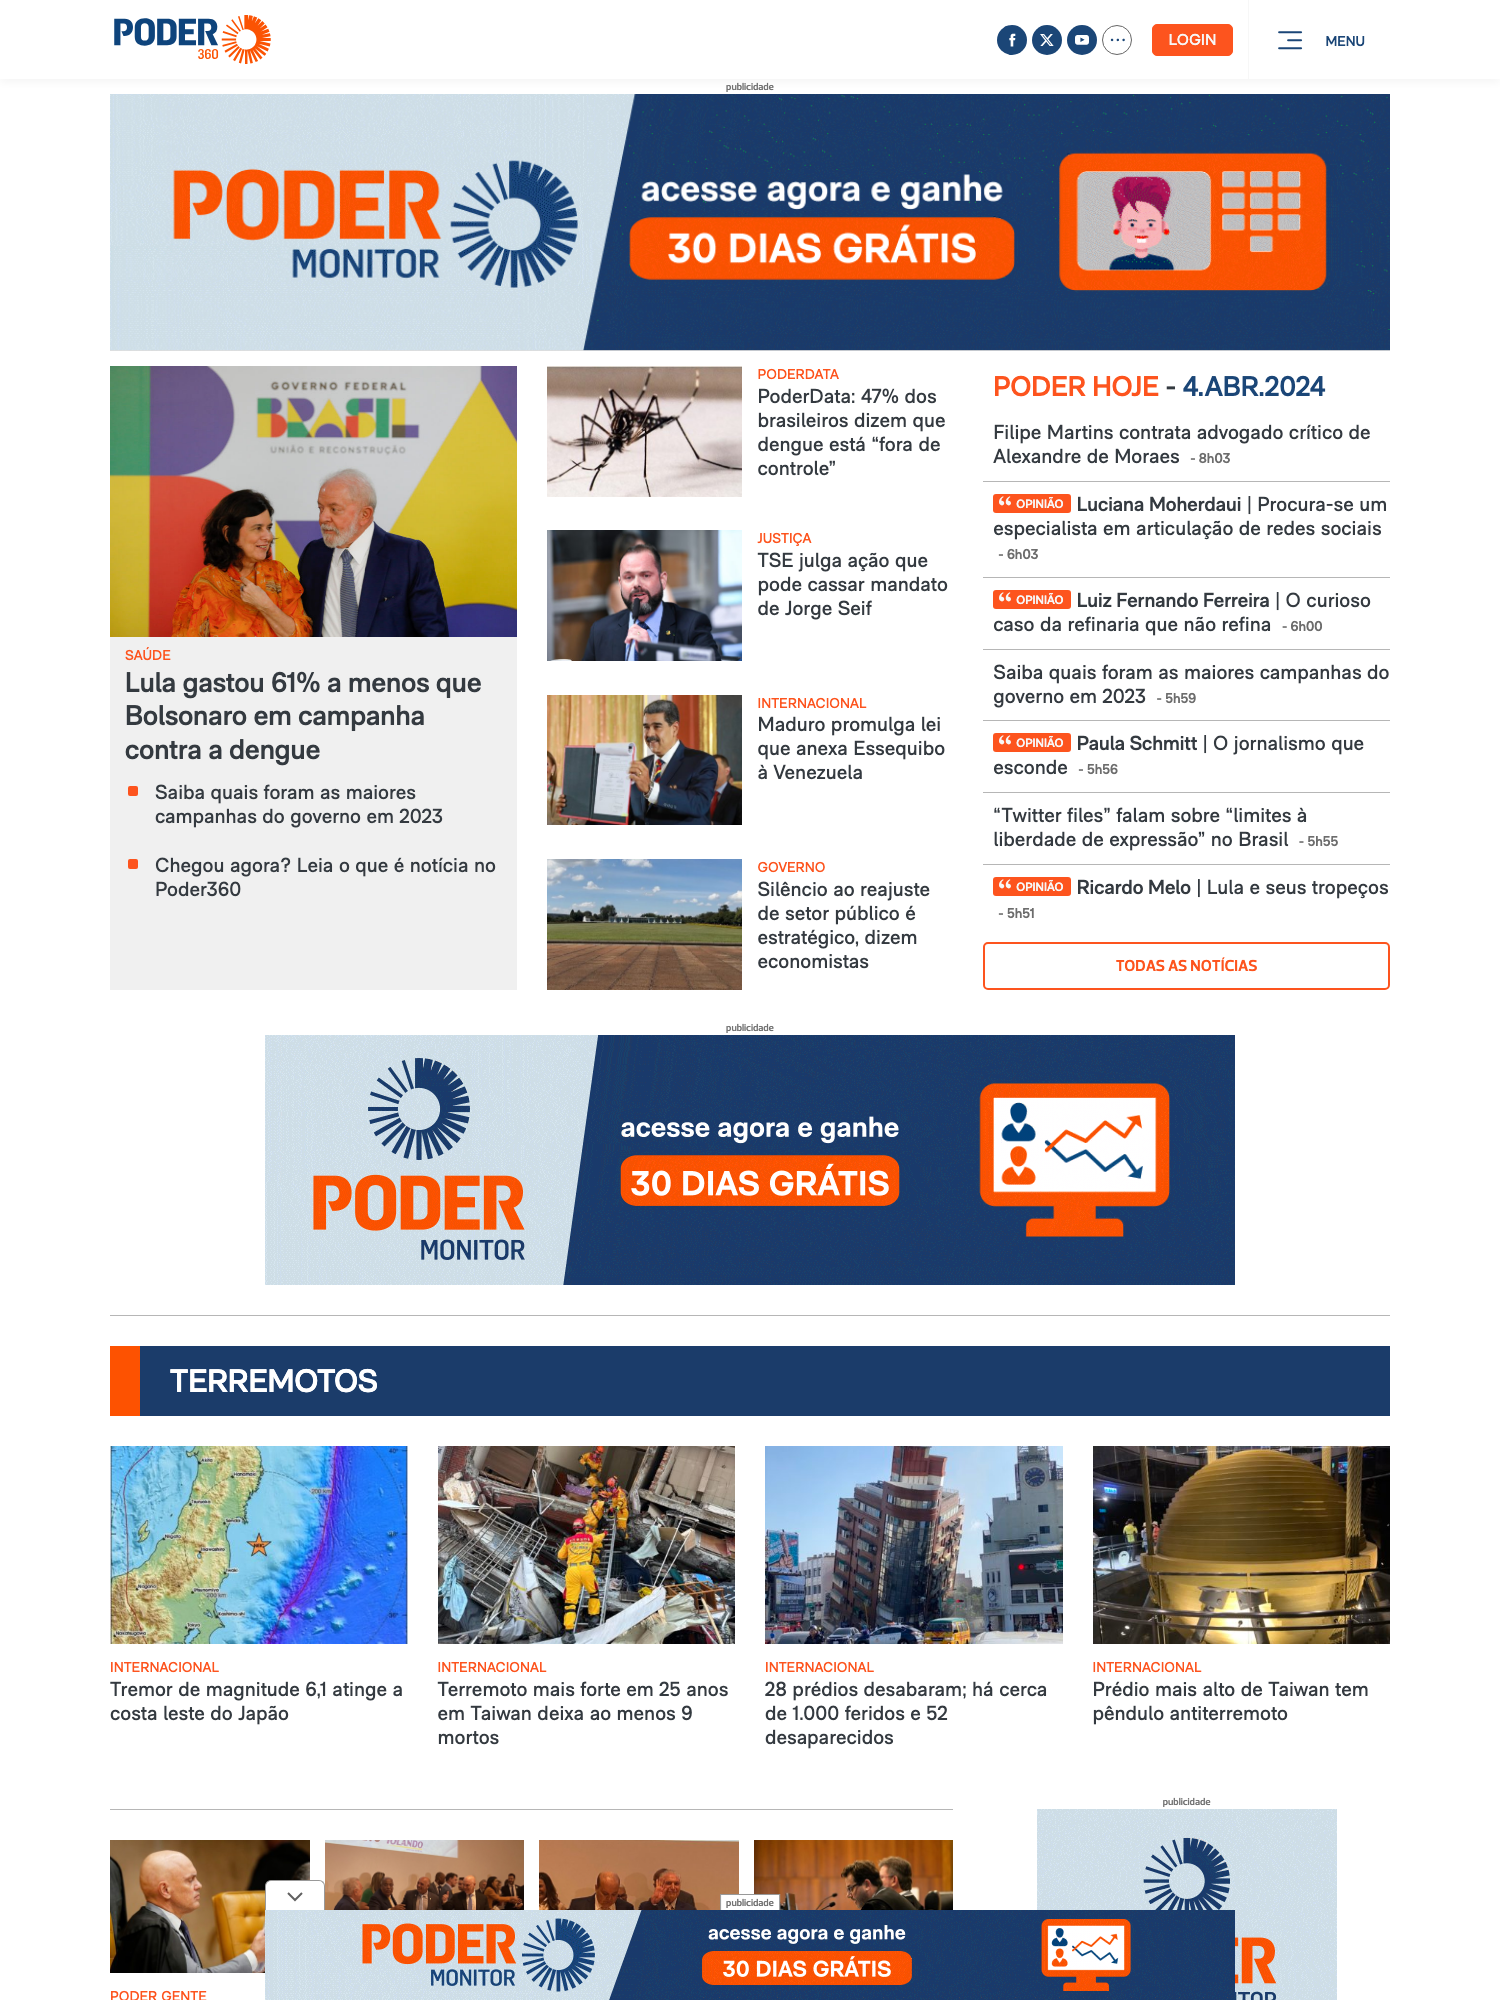 PODER
360
LOGIN
MENU
publicidade
PODER
MONITOR
acesse agora e ganhe
30 DIAS GRÁTIS
GOVERNO FEDERAL
BRASIL
UNIÃO E RECONSTRUÇÃO
SAÚDE
Lula gastou 61% a menos que
Bolsonaro em campanha
contra a dengue
Saiba quais foram as maiores
campanhas do governo em 2023
Chegou agora? Leia o que é notícia no
Poder360
PODERDATA
PoderData: 47% dos
brasileiros dizem que
dengue está “fora de
controle”
JUSTIÇA
TSE julga ação que
pode cassar mandato
de Jorge Seif
INTERNACIONAL
Maduro promulga lei
que anexa Essequibo
à Venezuela
GOVERNO
Silêncio ao reajuste
de setor público é
estratégico, dizem
economistas
PODER HOJE - 4.ABR.2024
Filipe Martins contrata advogado crítico de
Alexandre de Moraes - 8h03
“ OPINIÃO Luciana Moherdaui | Procura-se um
especialista em articulação de redes sociais
- 6h03
“ OPINIÃO Luiz Fernando Ferreira | O curioso
caso da refinaria que não refina - 6h00
Saiba quais foram as maiores campanhas do
governo em 2023 - 5h59
“ OPINIÃO Paula Schmitt | O jornalismo que
esconde - 5h56
“Twitter files” falam sobre “limites à
liberdade de expressão” no Brasil - 5h55
“ OPINIÃO Ricardo Melo | Lula e seus tropeços
- 5h51
TODAS AS NOTÍCIAS
publicidade
PODER
MONITOR
acesse agora e ganhe
30 DIAS GRÁTIS
TERREMOTOS
INTERNACIONAL
Tremor de magnitude 6,1 atinge a
costa leste do Japão
INTERNACIONAL
Terremoto mais forte em 25 anos
em Taiwan deixa ao menos 9
mortos
INTERNACIONAL
28 prédios desabaram; há cerca
de 1.000 feridos e 52
desaparecidos
INTERNACIONAL
Prédio mais alto de Taiwan tem
pêndulo antiterremoto
publicidade
PODER GENTE
publicidade
PODER
MONITOR
acesse agora e ganhe
30 DIAS GRÁTIS